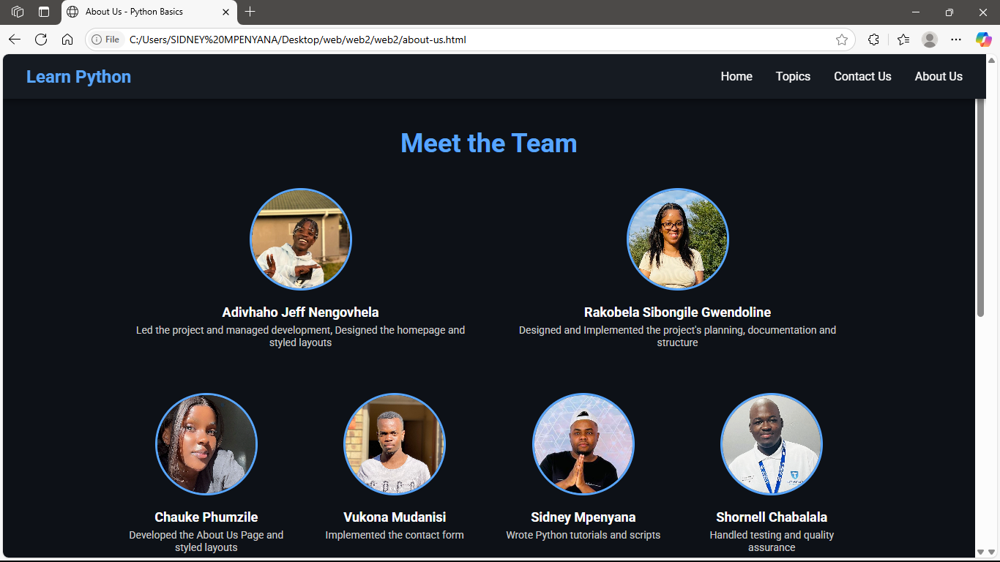 About Us - Python Basics
File C:/Users/SIDNEY%20MPENYANA/Desktop/web/web2/web2/about-us.html
Learn Python
Home Topics Contact Us About Us
Meet the Team
Adivhaho Jeff Nengovhela
Led the project and managed development, Designed the homepage and
styled layouts
Rakobela Sibongile Gwendoline
Designed and Implemented the project's planning, documentation and
structure
Chauke Phumzile
Developed the About Us Page and
styled layouts
Vukona Mudanisi
Implemented the contact form
Sidney Mpenyana
Wrote Python tutorials and scripts
Shornell Chabalala
Handled testing and quality
assurance